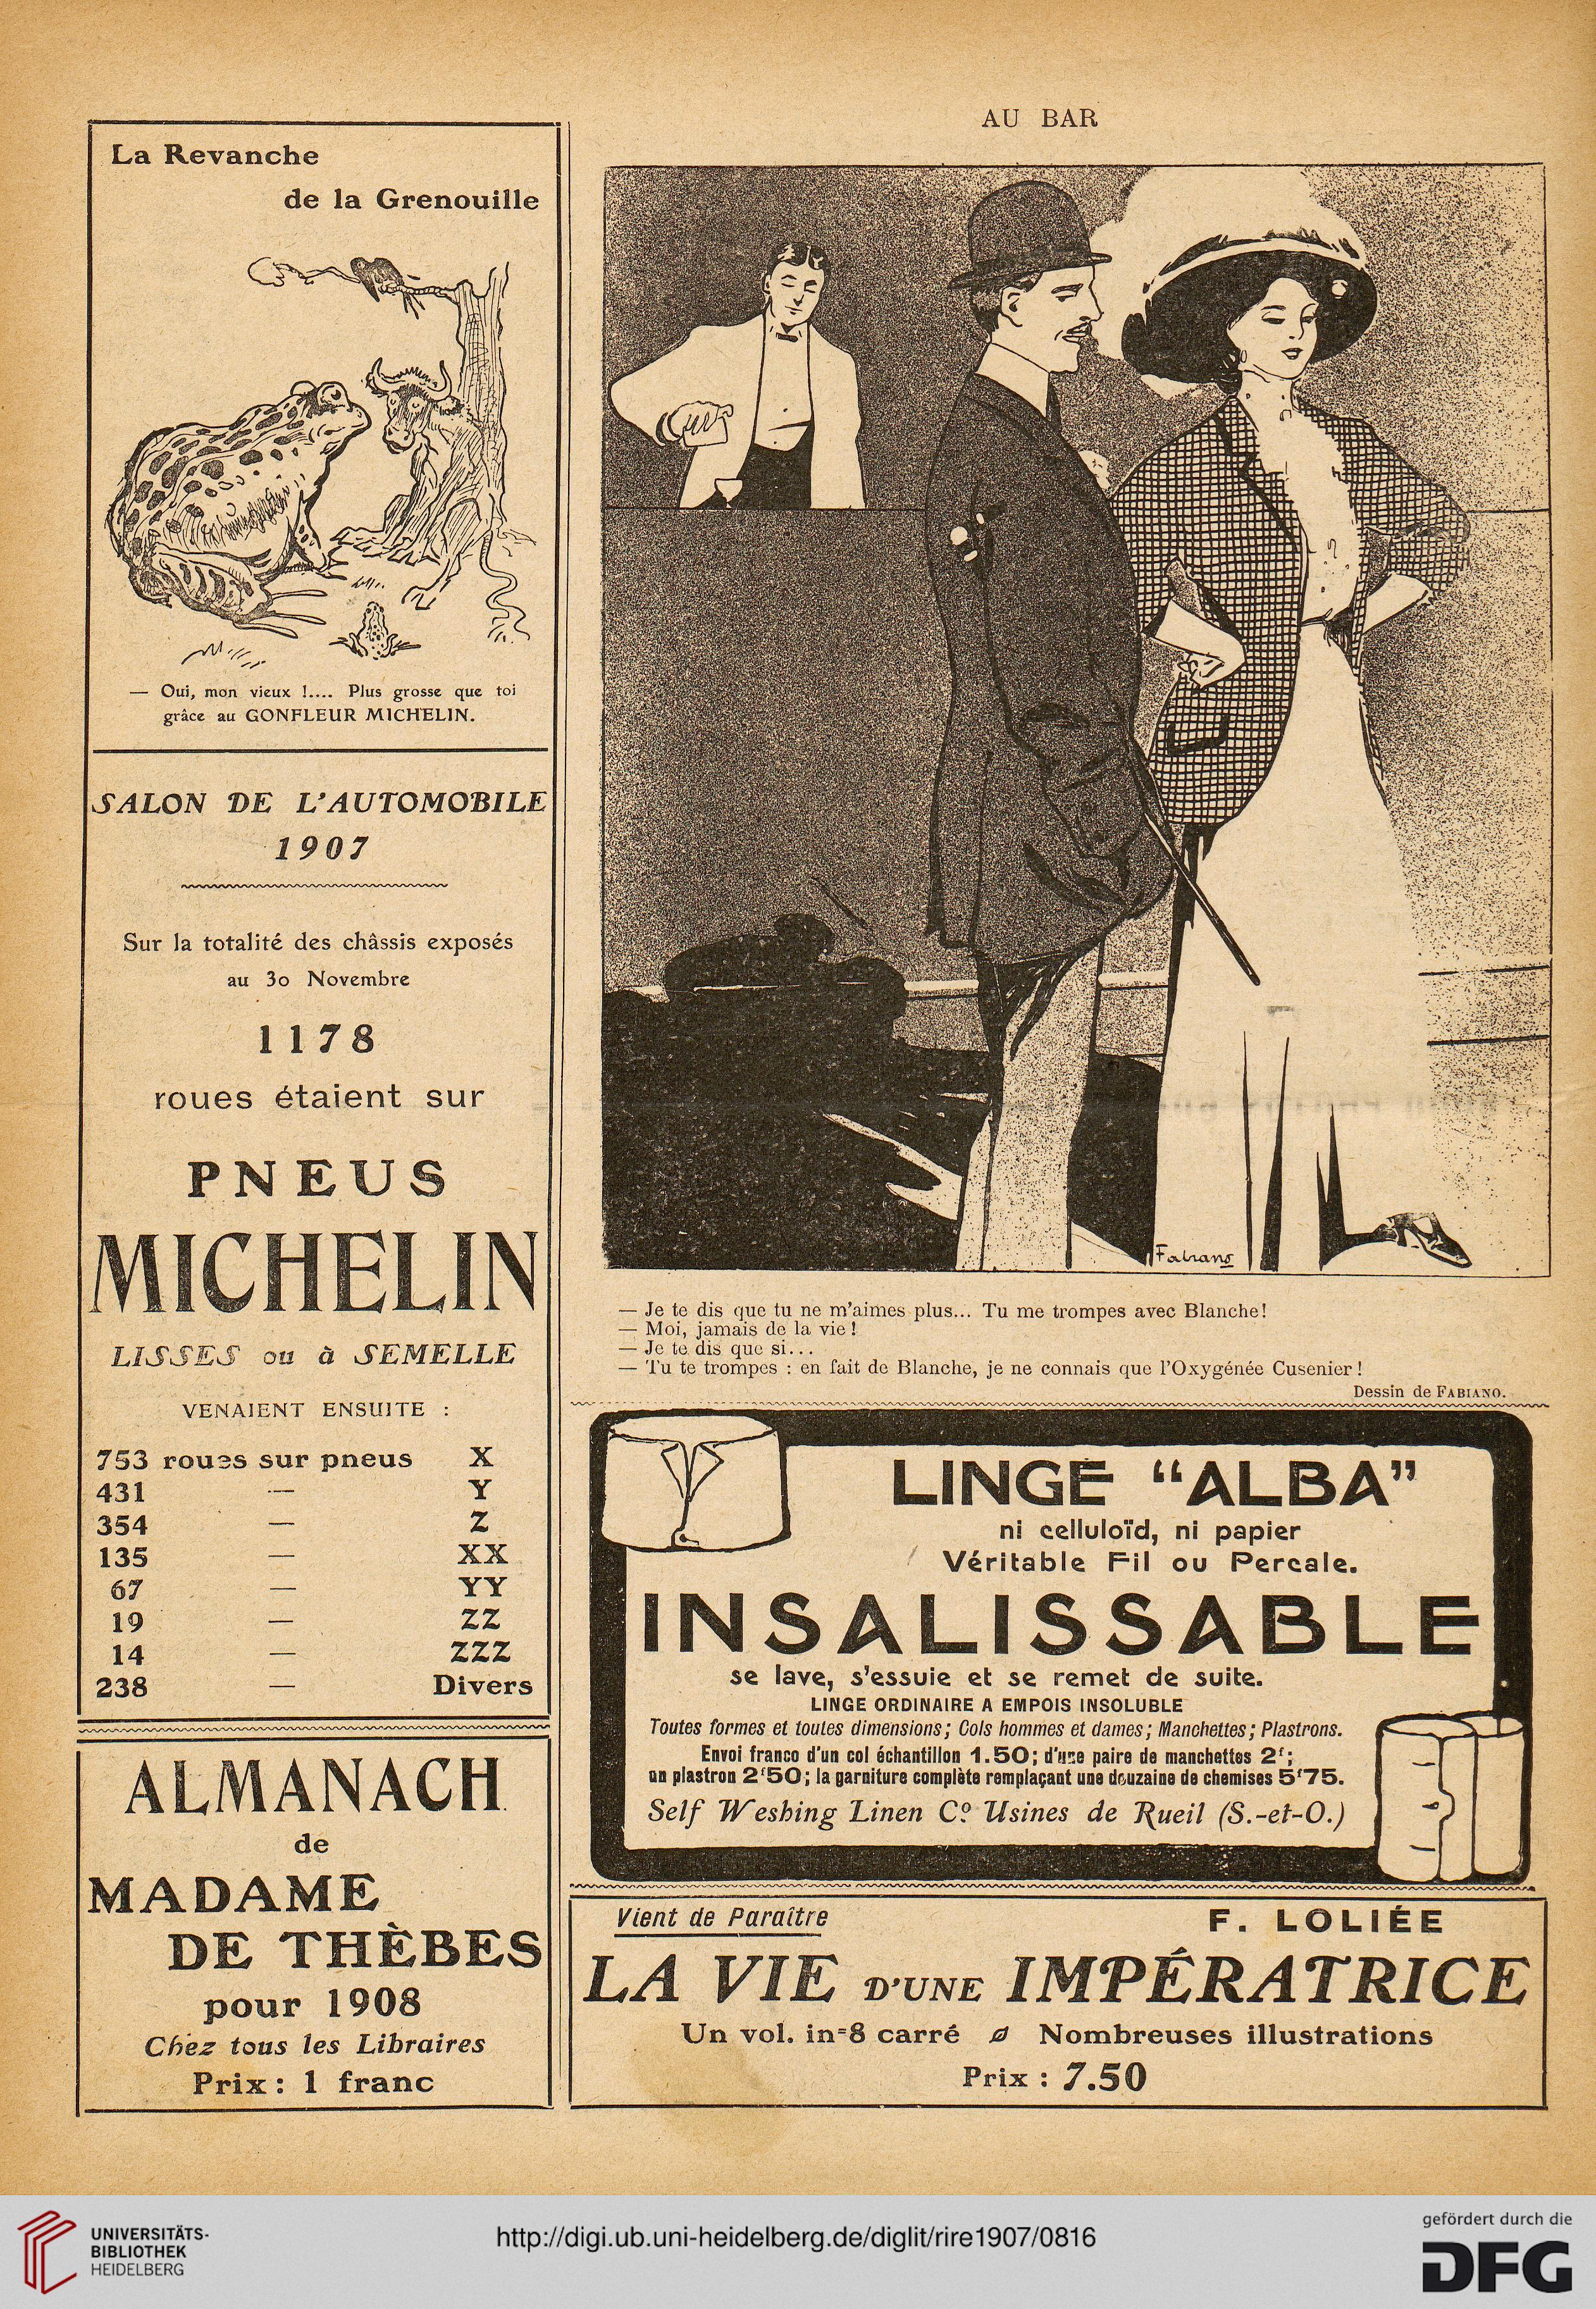 La Revanche
de la Grenouille
— Oui, mon vieux !.... Plus grosse que toi
grâce au GONFLEUR MICHELIN.
SALON DE L'AUTOMOBILE
1907
Sur la totalité des châssis exposés
au 30 Novembre
1178
roues étaient sur
PNEUS
MICHELIN
LISSES ou à SEMELLE
VENAIENT ENSUITE :
753 roues sur pneus X
431 — Y
354 — Z
135 — XX
67 — YY
19 — ZZ
14 — ZZZ
238 — Divers
ALMANACH
de
MADAME
DE THÈBES
pour 1908
Chez tous les Libraires
Prix : 1 franc
AU BAR
Fabiano
— Je te dis que tu ne m'aimes plus... Tu me trompes avec Blanche!
— Moi, jamais de la vie !
— Je te dis que si...
— Tu te trompes : en fait de Blanche, je ne connais que l'Oxygénée Cusenier !
Dessin de FABIANO.
LINGE “ALBA”
ni celluloïd, ni papier
Véritable Fil ou Percale.
INSALISSABLE
se lave, s'essuie et se remet de suite.
LINGE ORDINAIRE A EMPOIS INSOLUBLE
Toutes formes et toutes dimensions; Cols hommes et dames; Manchettes; Plastrons.
Envoi franco d'un col échantillon 1.50; d'une paire de manchettes 2f;
un plastron 2f50; la garniture complète remplaçant une douzaine de chemises 5f75.
Self Weshing Linen Co Usines de Rueil (S.-et-O.)
Vient de Paraître
F. LOLIÉE
LA VIE D'UNE IMPÉRATRICE
Un vol. in-8 carré Nombreuses illustrations
Prix : 7.50
UNIVERSITÄTS-
BIBLIOTHEK
HEIDELBERG
http://digi.ub.uni-heidelberg.de/diglit/rire1907/0816
gefördert durch die
DFG